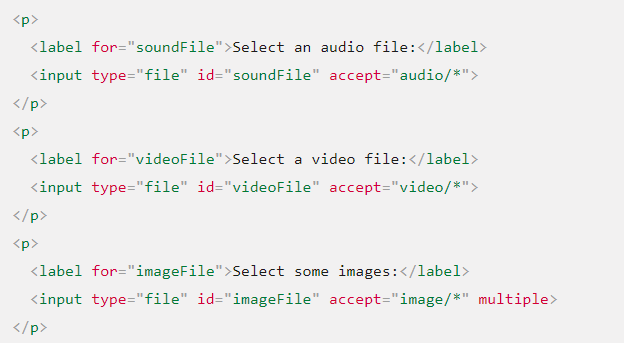 <p>
<label for="soundFile">Select an audio file:</label>
<input type="file" id="soundFile" accept="audio/*">
</p>
<p>
<label for="videoFile">Select a video file:</label>
<input type="file" id="videoFile" accept="video/*">
</p>
<p>
<label for="imageFile">Select some images:</label>
<input type="file" id="imageFile" accept="image/*" multiple>
</p>